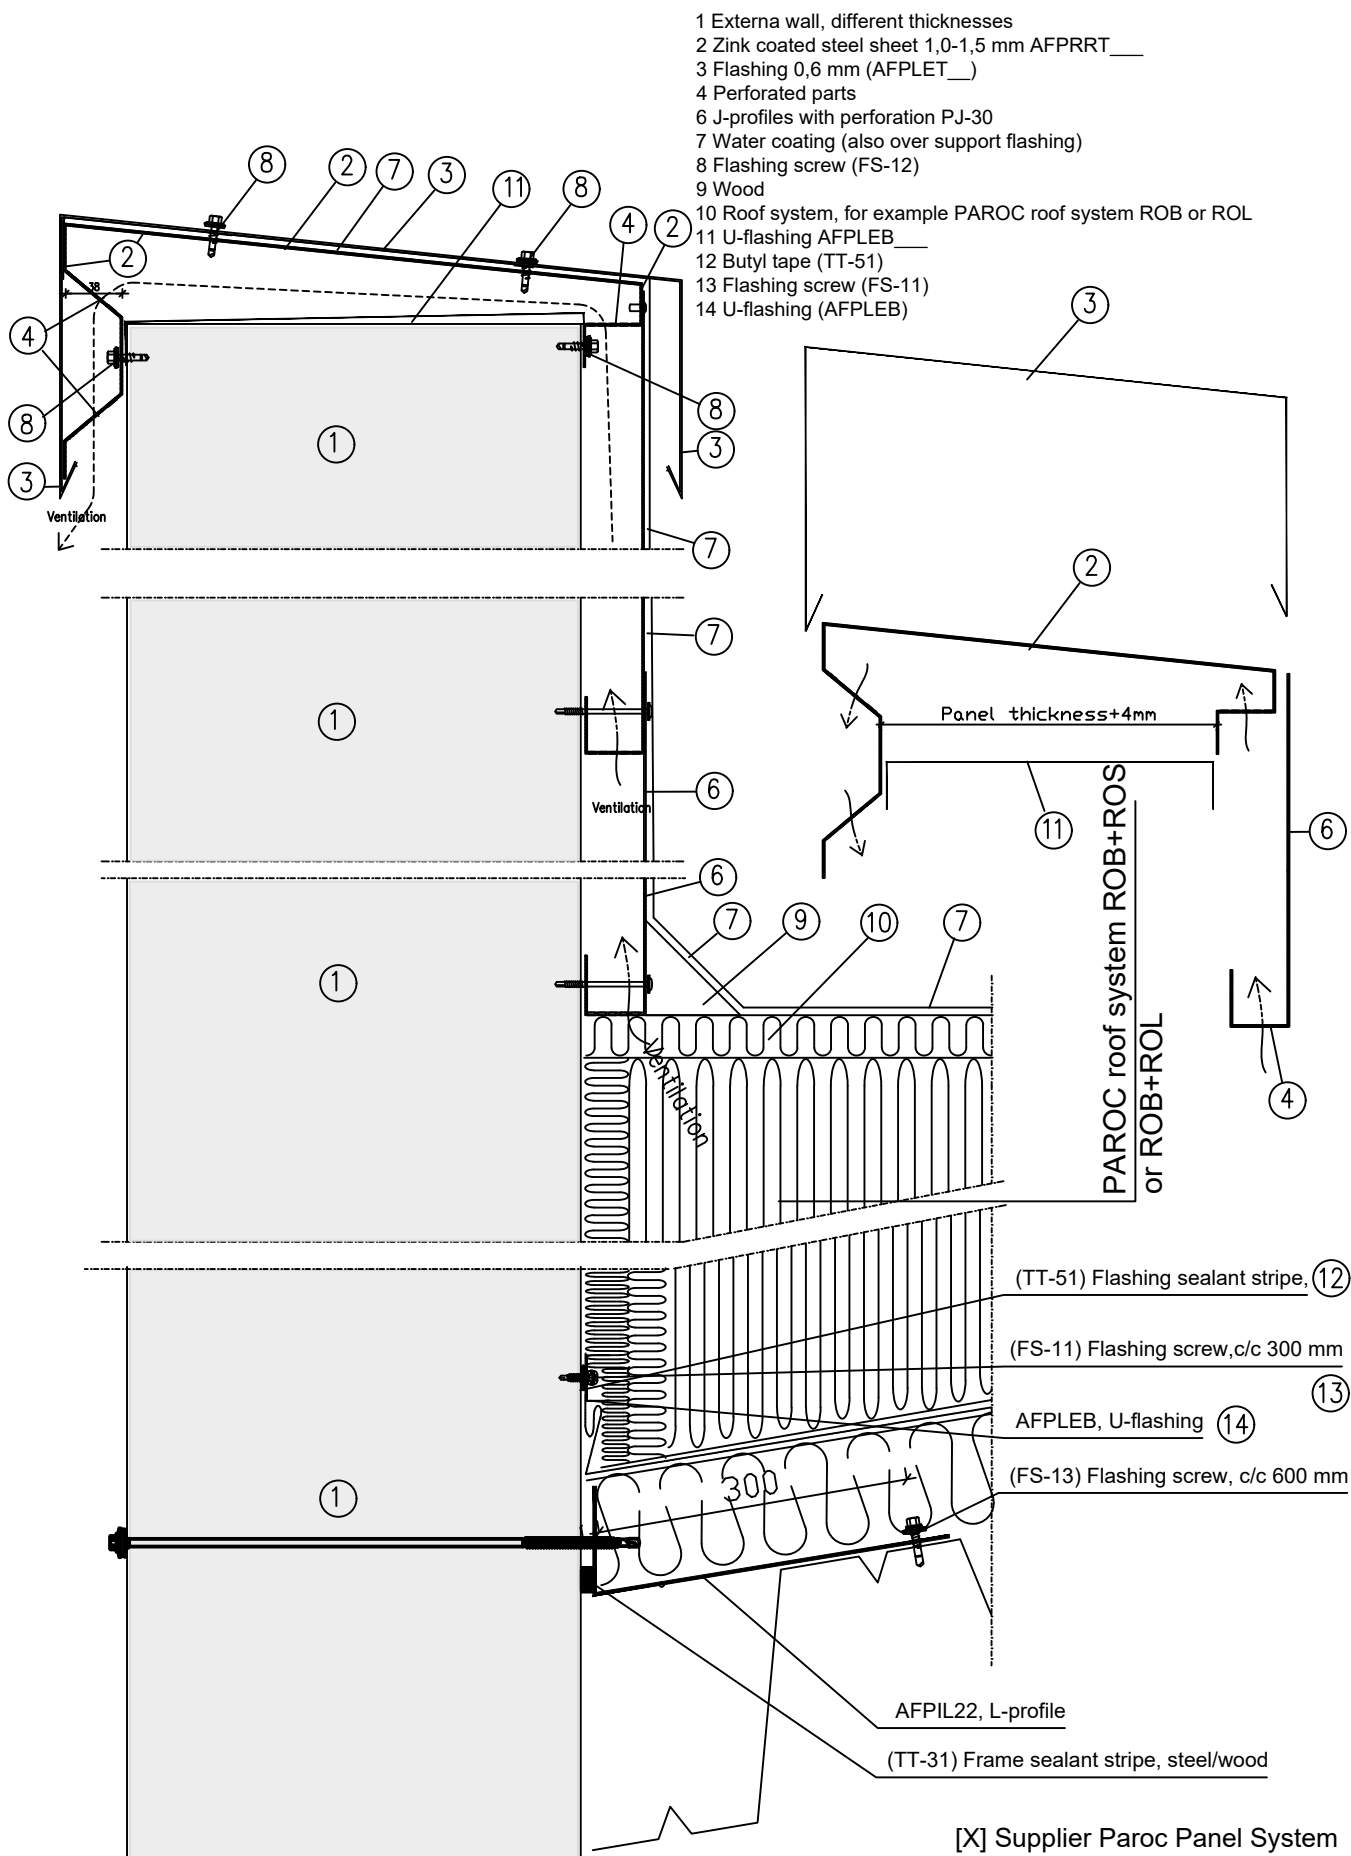 1 Externa wall, different thicknesses
2 Zink coated steel sheet 1,0-1,5 mm AFPRRT___
3 Flashing 0,6 mm (AFPLET__)
4 Perforated parts
6 J-profiles with perforation PJ-30
7 Water coating (also over support flashing)
8 Flashing screw (FS-12)
9 Wood
10 Roof system, for example PAROC roof system ROB or ROL
11 U-flashing AFPLEB___
12 Butyl tape (TT-51)
13 Flashing screw (FS-11)
14 U-flashing (AFPLEB)
8
2
7
3
11
8
4
2
2
38
4
8
3
Ventilation
1
8
3
7
3
2
7
1
Ventilation
6
Panel thickness+4mm
11
6
4
6
7
9
10
7
1
Ventilation
PAROC roof system ROB+ROS
or ROB+ROL
(TT-51) Flashing sealant stripe, 12
(FS-11) Flashing screw,c/c 300 mm
13
AFPLEB, U-flashing 14
(FS-13) Flashing screw, c/c 600 mm
300
1
AFPIL22, L-profile
(TT-31) Frame sealant stripe, steel/wood
[X] Supplier Paroc Panel System